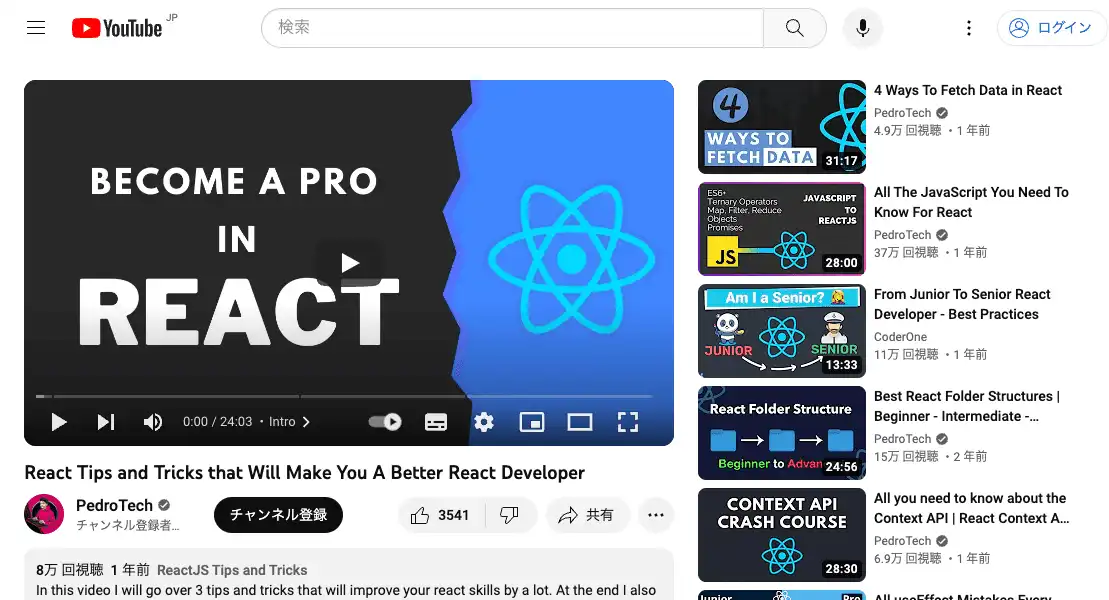 YouTube JP
検索
ログイン
BECOME A PRO
IN
REACT
0:00 / 24:03 ・ Intro
React Tips and Tricks that Will Make You A Better React Developer
PedroTech
チャンネル登録者...
チャンネル登録
3541
共有
8万 回視聴 1 年前 ReactJS Tips and Tricks
In this video I will go over 3 tips and tricks that will improve your react skills by a lot. At the end I also
4
WAYS TO
FETCH DATA
31:17
4 Ways To Fetch Data in React
PedroTech
4.9万 回視聴 ・1 年前
ES6+
Ternary Operators
Map, Filter, Reduce
Objects
Promises
JAVASCRIPT
TO
REACTJS
JS
28:00
All The JavaScript You Need To
Know For React
PedroTech
37万 回視聴 ・1 年前
Am I a Senior?
JUNIOR
SENIOR
13:33
From Junior To Senior React
Developer - Best Practices
CoderOne
11万 回視聴 ・1 年前
React Folder Structure
Beginner to Advan
24:56
Best React Folder Structures |
Beginner - Intermediate -...
PedroTech
15万 回視聴 ・2 年前
CONTEXT API
CRASH COURSE
28:30
All you need to know about the
Context API | React Context A...
PedroTech
6.9万 回視聴 ・1 年前
Junior
Pro
All useEffect Mistakes Every